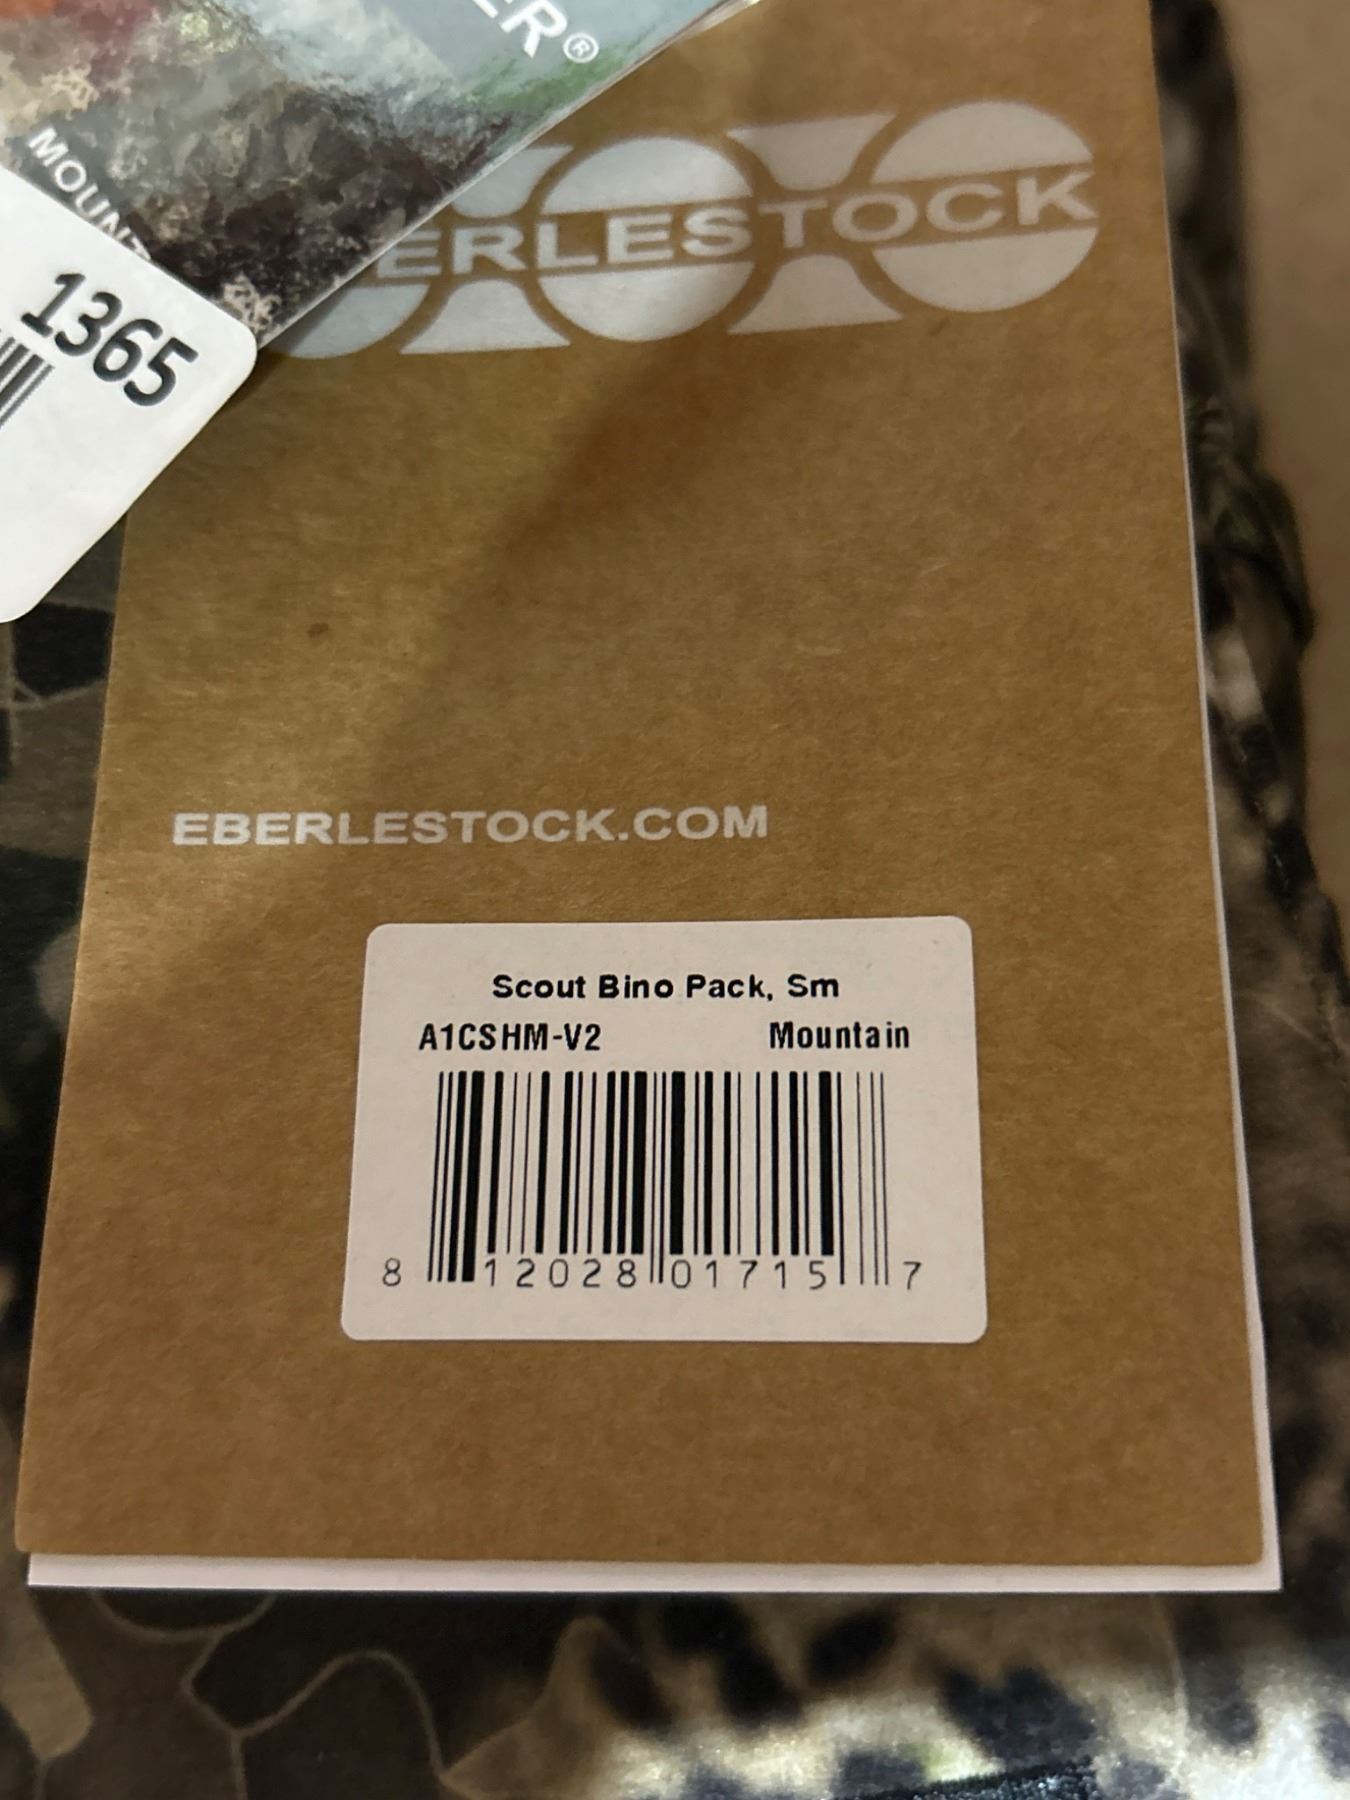 ER®
MOUNT
1365
ERLESTOCK
EBERLESTOCK.COM
Scout Bino Pack, Sm
A1CSHM-V2 Mountain
8 12028 01715 7